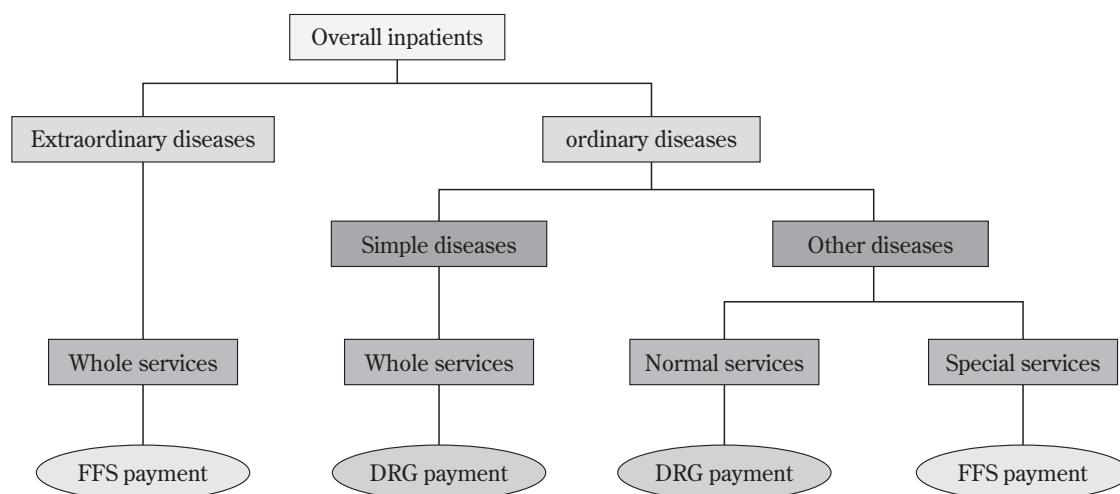 Overall inpatients
Extraordinary diseases
ordinary diseases
Simple diseases
Other diseases
Whole services
Whole services
Normal services
Special services
FFS payment
DRG payment
DRG payment
FFS payment